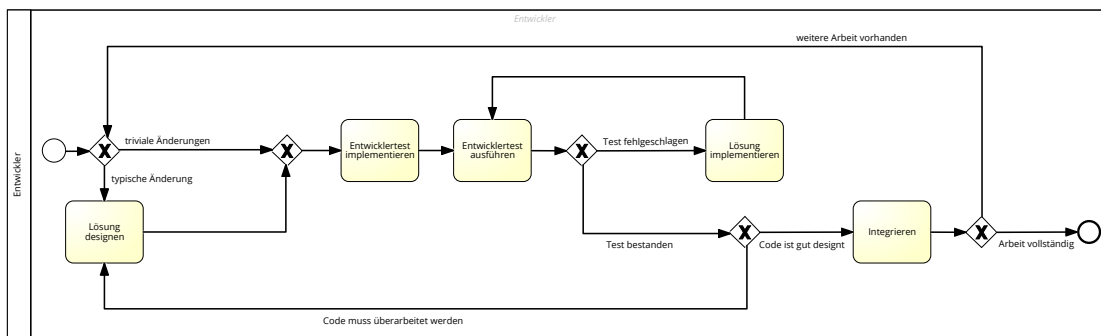 Entwickler
Entwickler
weitere Arbeit vorhanden
triviale Änderungen
typische Änderung
Lösung
designen
Entwicklertest
implementieren
Entwicklertest
ausführen
Test fehlgeschlagen
Lösung
implementieren
Test bestanden
Code ist gut designt
Integrieren
Arbeit vollständig
Code muss überarbeitet werden